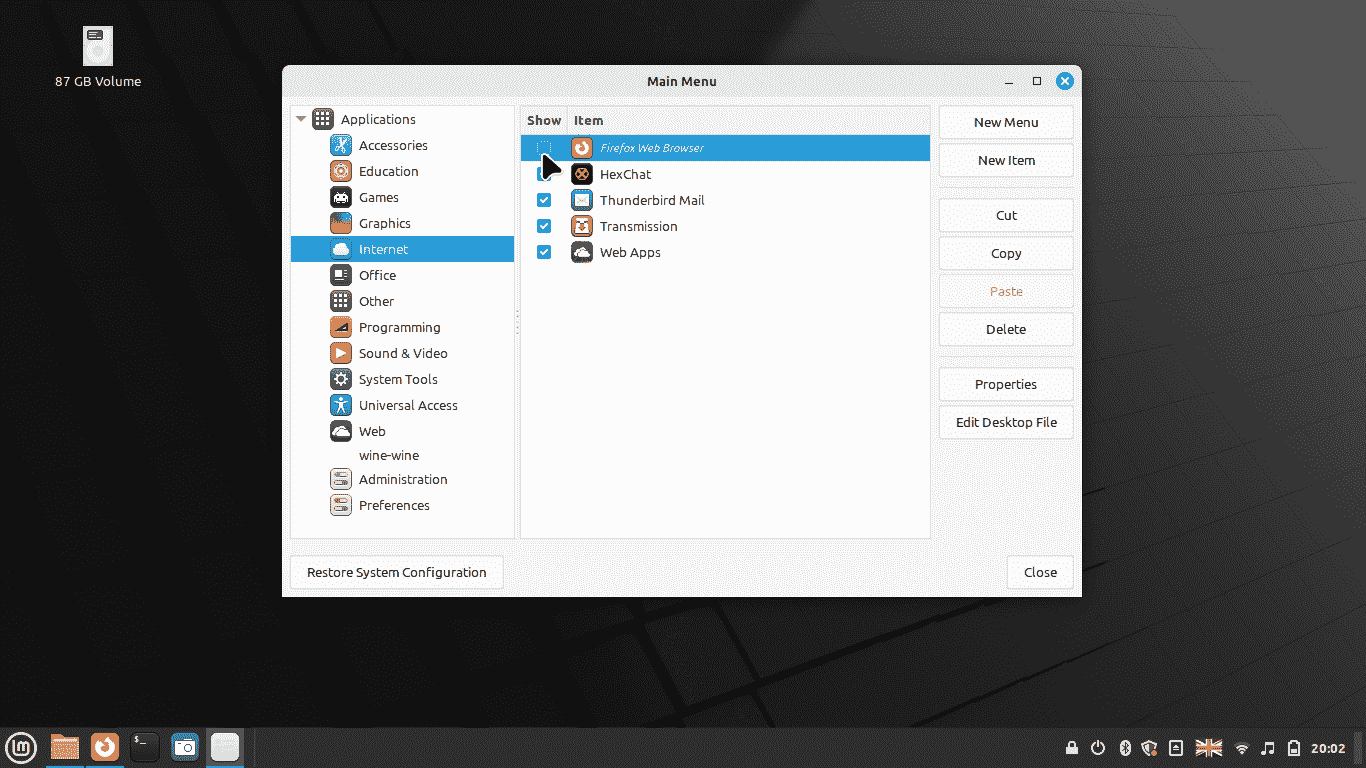 87 GB Volume
Main Menu
Applications
Accessories
Education
Games
Graphics
Internet
Office
Other
Programming
Sound & Video
System Tools
Universal Access
Web
wine-wine
Administration
Preferences
Show Item
Firefox Web Browser
HexChat
Thunderbird Mail
Transmission
Web Apps
New Menu
New Item
Cut
Copy
Paste
Delete
Properties
Edit Desktop File
Restore System Configuration
Close
$_
20:02